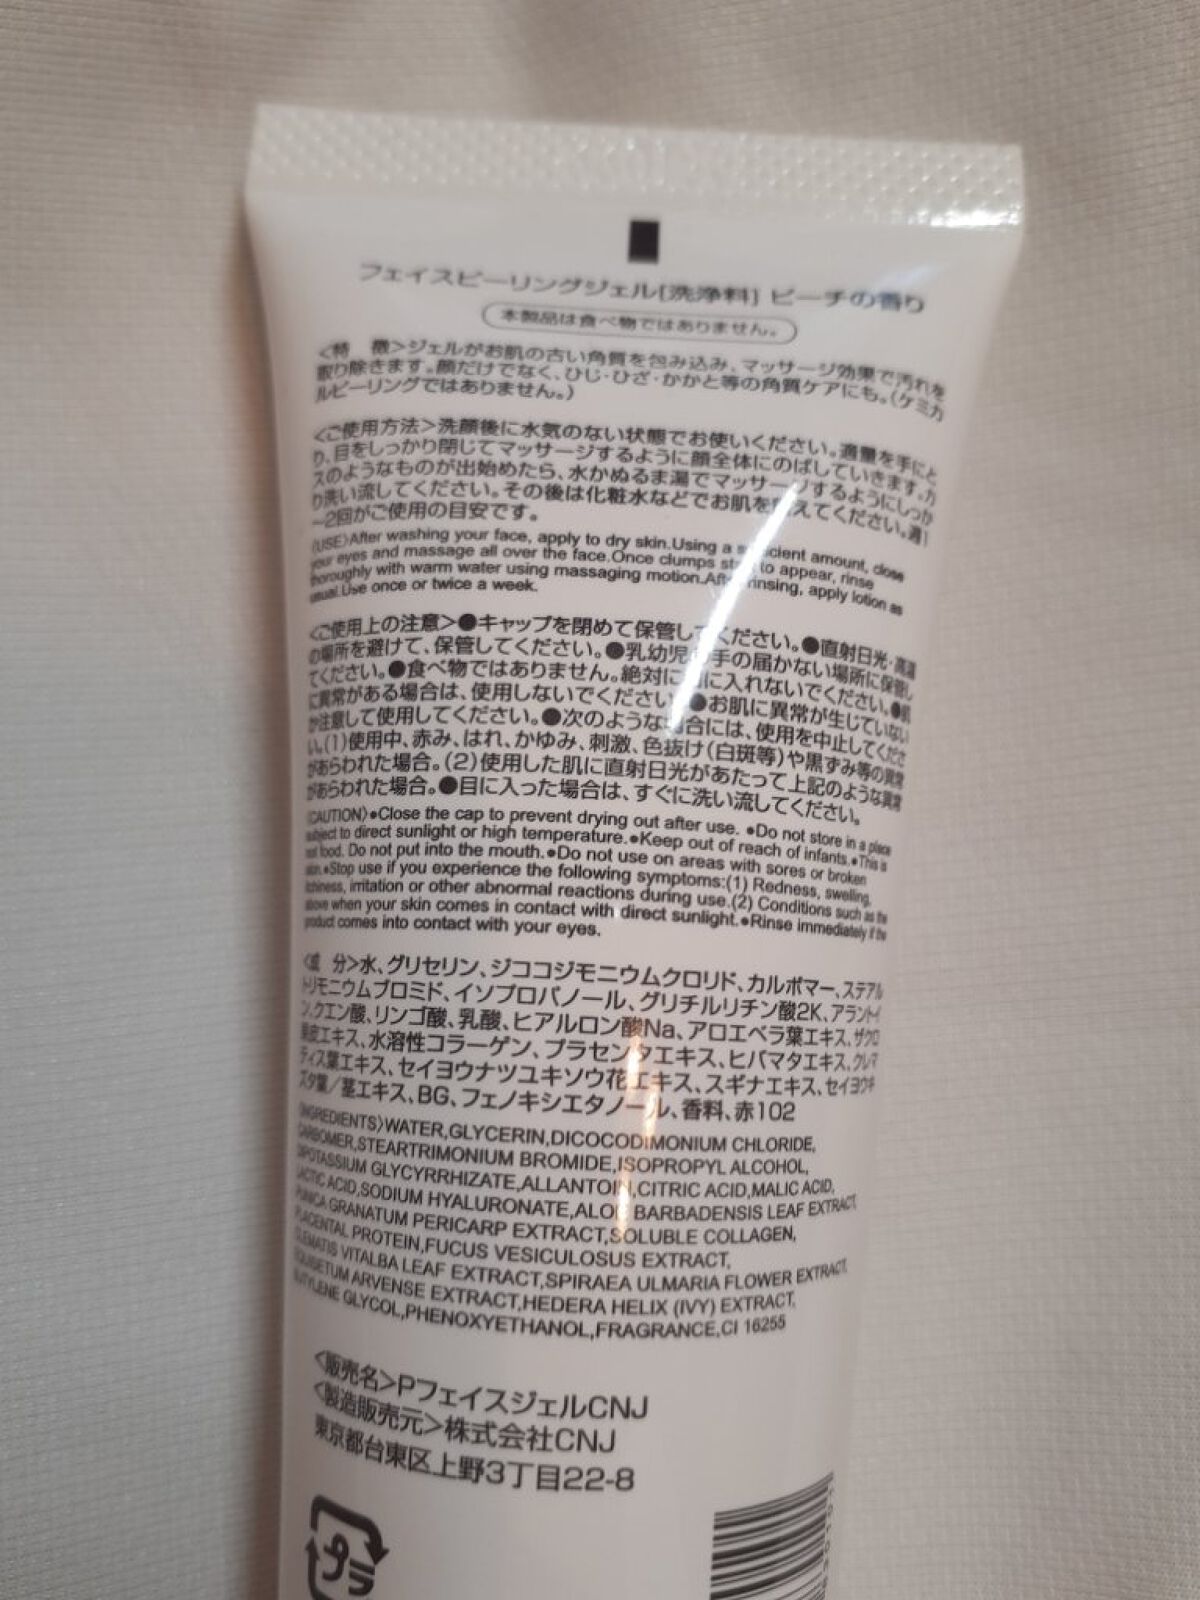 フェイスピーリングジェル[洗浄料] ピーチの香り
本製品は食べ物ではありません。
<特　徴>ジェルがお肌の古い角質を包み込み、マッサージ効果で汚れを
取り除きます。顔だけでなく、ひじ・ひざ・かかと等の角質ケアにも。(ケミカ
ルピーリングではありません。)
<ご使用方法>洗顔後に水気のない状態でお使いください。適量を手にと
り、目をしっかり閉じてマッサージするように顔全体にのばしていきます。カ
スのようなものが出始めたら、水かぬるま湯でマッサージするようにしっか
り洗い流してください。その後は化粧水などでお肌を えてください。週1
~2回がご使用の目安です。
<USE>After washing your face, apply to dry skin.Using a amount, close
your eyes and massage all over the face.Once clumps to appear, rinse
thoroughly with warm water using massaging motion.After rinsing, apply lotion as
usual.Use once or twice a week.
<ご使用上の注意>●キャップを閉めて保管してください。●直射日光・高温
の場所を避けて、保管してください。●乳幼児の手の届かない場所に保管し
てください。●食べ物ではありません。絶対に に入れないでください。●肌
に異常がある場合は、使用しないでください ●お肌に異常が生じていない
か注意して使用してください。●次のような場合には、使用を中止してくださ
い。(1)使用中、赤み、はれ、かゆみ、刺激、色抜け(白斑等)や黒ずみ等の異常
があらわれた場合。(2)使用した肌に直射日光があたって上記のような異常
があらわれた場合。●目に入った場合は、すぐに洗い流してください。
<CAUTION>●Close the cap to prevent drying out after use. ●Do not store in a place
subject to direct sunlight or high temperature.●Keep out of reach of infants.●This is
not food. Do not put into the mouth.●Do not use on areas with sores or broken
skin.●Stop use if you experience the following symptoms:(1) Redness, swelling,
itchiness, irritation or other abnormal reactions during use.(2) Conditions such as the
above when your skin comes in contact with direct sunlight.●Rinse immediately if the
product comes into contact with your eyes.
<成　分>水、グリセリン、ジココジモニウムクロリド、カルボマー、ステアル
トリモニウムブロミド、イソプロパノール、グリチルリチン酸2K、アラントイ
ン、クエン酸、リンゴ酸、乳酸、ヒアルロン酸Na、アロエベラ葉エキス、ザクロ
果皮エキス、水溶性コラーゲン、プラセンタエキス、ヒバマタエキス、クレマ
ティス葉エキス、セイヨウナツユキソウ花エキス、スギナエキス、セイヨウキ
ズタ葉/茎エキス、BG、フェノキシエタノール、香料、赤102
<INGREDIENTS>WATER,GLYCERIN,DICOCODIMONIUM CHLORIDE,
CARBOMER,STEARTRIMONIUM BROMIDE,ISOPROPYL ALCOHOL,
DIPOTASSIUM GLYCYRRHIZATE,ALLANTOIN,CITRIC ACID,MALIC ACID,
LACTIC ACID,SODIUM HYALURONATE,ALOE BARBADENSIS LEAF EXTRACT,
PUNICA GRANATUM PERICARP EXTRACT,SOLUBLE COLLAGEN,
PLACENTAL PROTEIN,FUCUS VESICULOSUS EXTRACT,
CLEMATIS VITALBA LEAF EXTRACT,SPIRAEA ULMARIA FLOWER EXTRACT,
EQUISETUM ARVENSE EXTRACT,HEDERA HELIX (IVY) EXTRACT,
BUTYLENE GLYCOL,PHENOXYETHANOL,FRAGRANCE,CI 16255
<販売名>PフェイスジェルCNJ
<製造販売元>株式会社CNJ
東京都台東区上野3丁目22-8
プラ